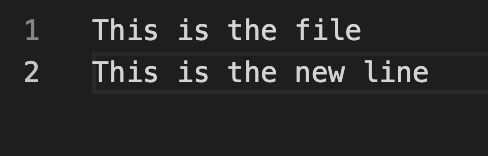 1 This is the file
2 This is the new line